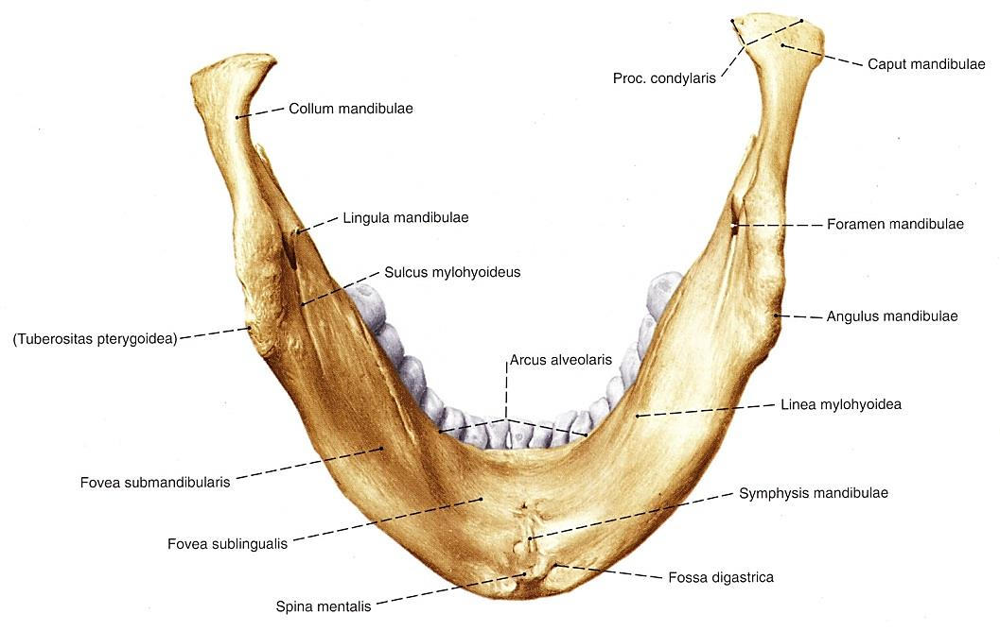 Caput mandibulae
Proc. condylaris
Collum mandibulae
Lingula mandibulae
Foramen mandibulae
Sulcus mylohyoideus
Angulus mandibulae
(Tuberositas pterygoidea)
Arcus alveolaris
Linea mylohyoidea
Fovea submandibularis
Symphysis mandibulae
Fovea sublingualis
Fossa digastrica
Spina mentalis